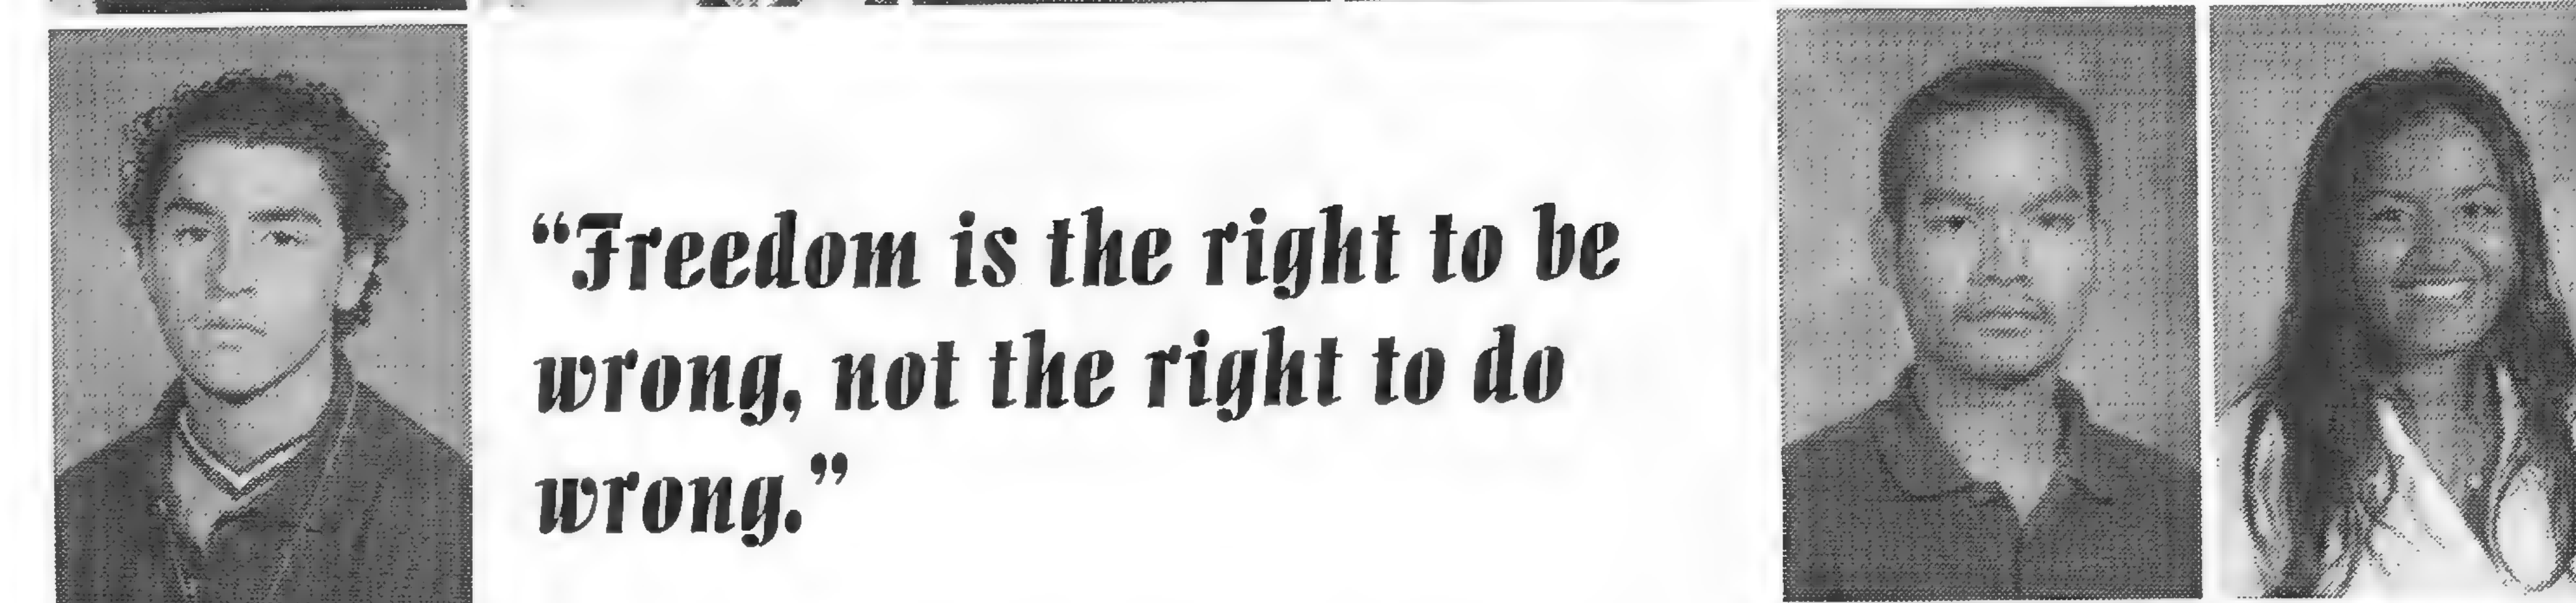 “Freedom is the right to be
wrong, not the right to do
wrong.”